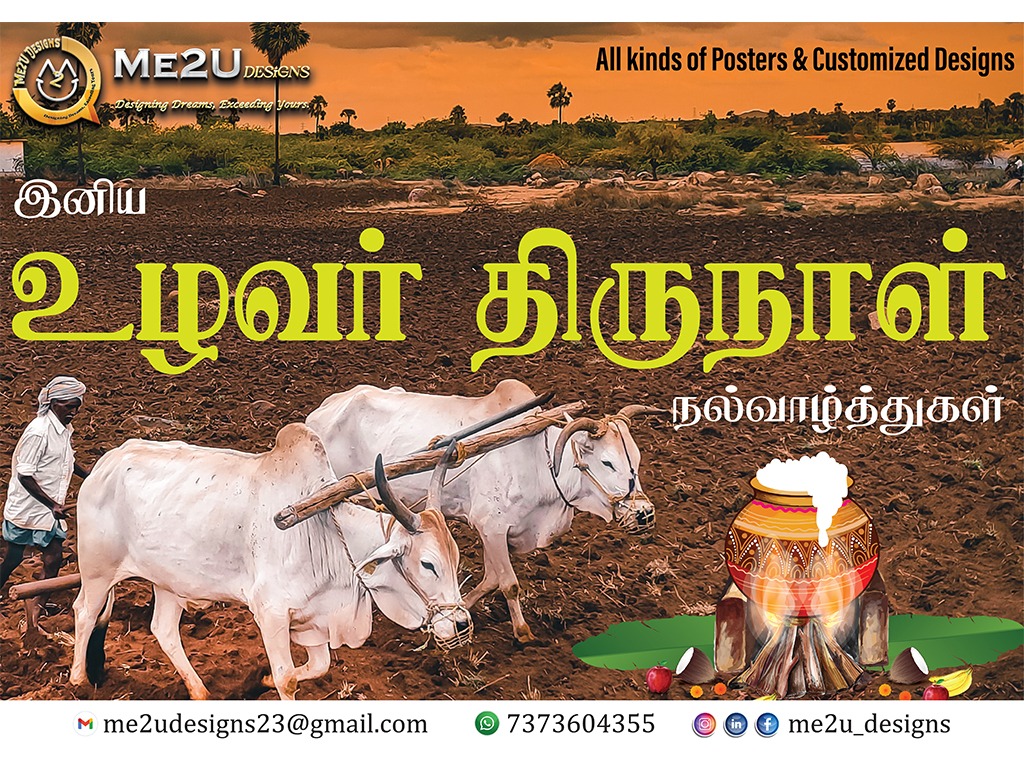 ME2U DESIGNS
Designing Dreams, Exceeding Yours.
All kinds of Posters & Customized Designs
இனிய
உழவர் திருநாள்
நல்வாழ்த்துகள்
me2udesigns23@gmail.com
7373604355
me2u_designs